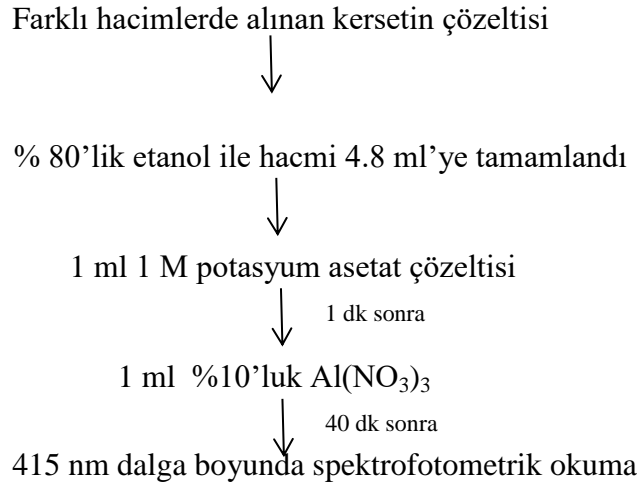 Farklı hacimlerde alınan kersetin çözeltisi
% 80’lik etanol ile hacmi 4.8 ml’ye tamamlandı
1 ml 1 M potasyum asetat çözeltisi
1 dk sonra
1 ml %10’luk Al(NO₃)₃
40 dk sonra
415 nm dalga boyunda spektrofotometrik okuma